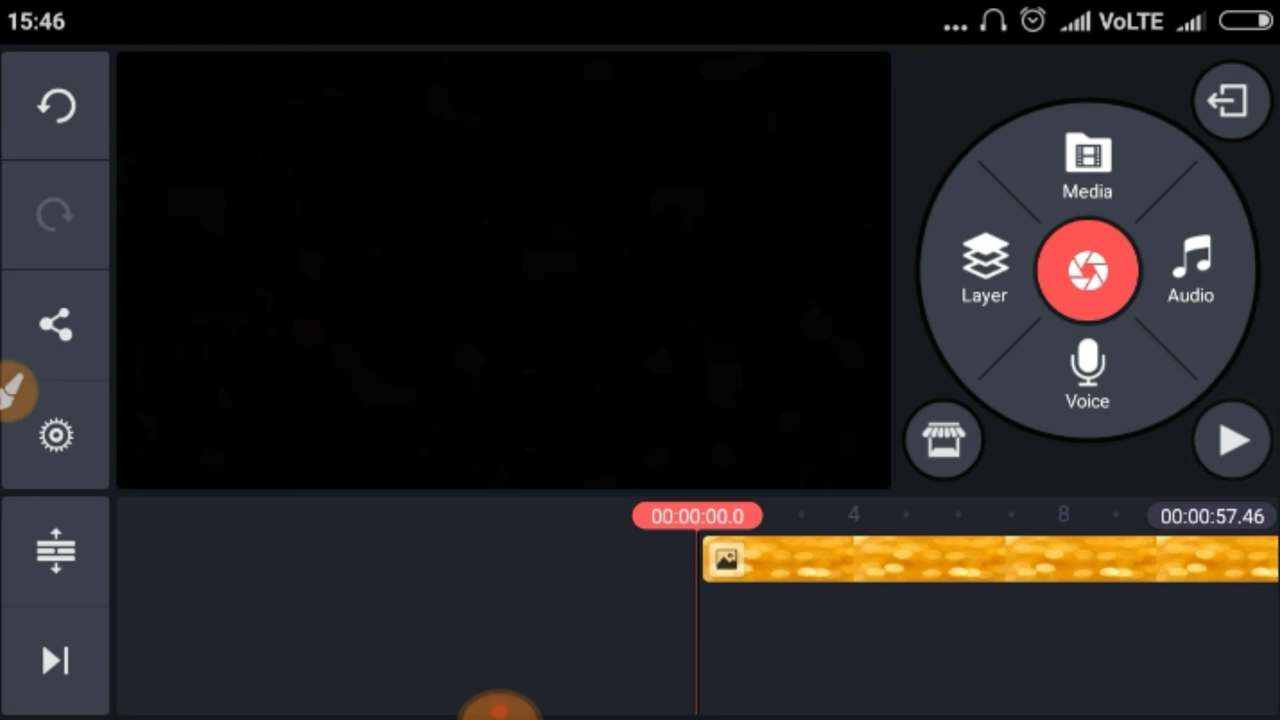 15:46
... VoLTE
Media
Layer
Audio
Voice
00:00:00.0
4
8
00:00:57.46